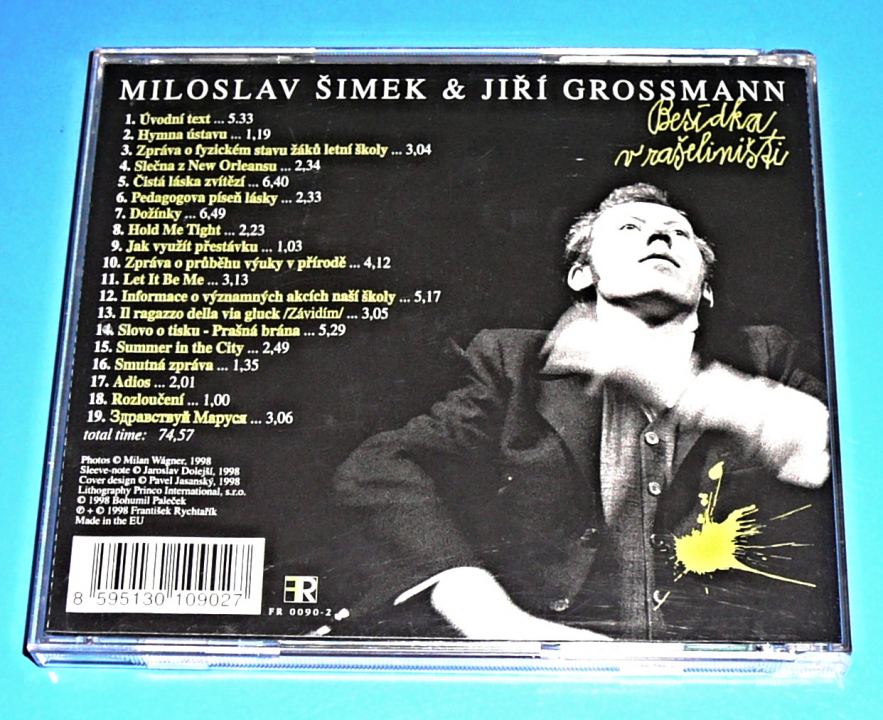 MILOSLAV ŠIMEK & JIŘÍ GROSSMANN
Besídka
v rašeliništi
1. Úvodní text ... 5.33
2. Hymna ústavu ... 1,19
3. Zpráva o fyzickém stavu žáků letní školy ... 3,04
4. Slečna z New Orleansu ... 2,34
5. Čistá láska zvítězí ... 6,40
6. Pedagogova píseň lásky ... 2,33
7. Dožínky ... 6,49
8. Hold Me Tight ... 2,23
9. Jak využít přestávku ... 1,03
10. Zpráva o průběhu výuky v přírodě ... 4,12
11. Let It Be Me ... 3,13
12. Informace o významných akcích naší školy ... 5,17
13. Il ragazzo della via gluck /Závidím/ ... 3,05
14. Slovo o tisku - Prašná brána ... 5,29
15. Summer in the City ... 2,49
16. Smutná zpráva ... 1,35
17. Adios ... 2,01
18. Rozloučení ... 1,00
19. Здравствуй Маруся ... 3,06
total time: 74,57
Photos © Milan Wágner, 1998
Sleeve-note © Jaroslav Dolejší, 1998
Cover design © Pavel Jasanský, 1998
Lithography Princo International, s.r.o.
© 1998 Bohumil Paleček
℗ + © 1998 František Rychtařík
Made in the EU
8 595130 109027
FR
FR 0090-2